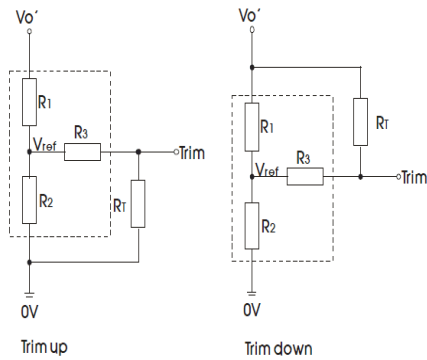 Vo´
R1
Vref
R3
Trim
R2
RT
0V
Trim up
Vo´
R1
RT
Vref
R3
Trim
R2
0V
Trim down